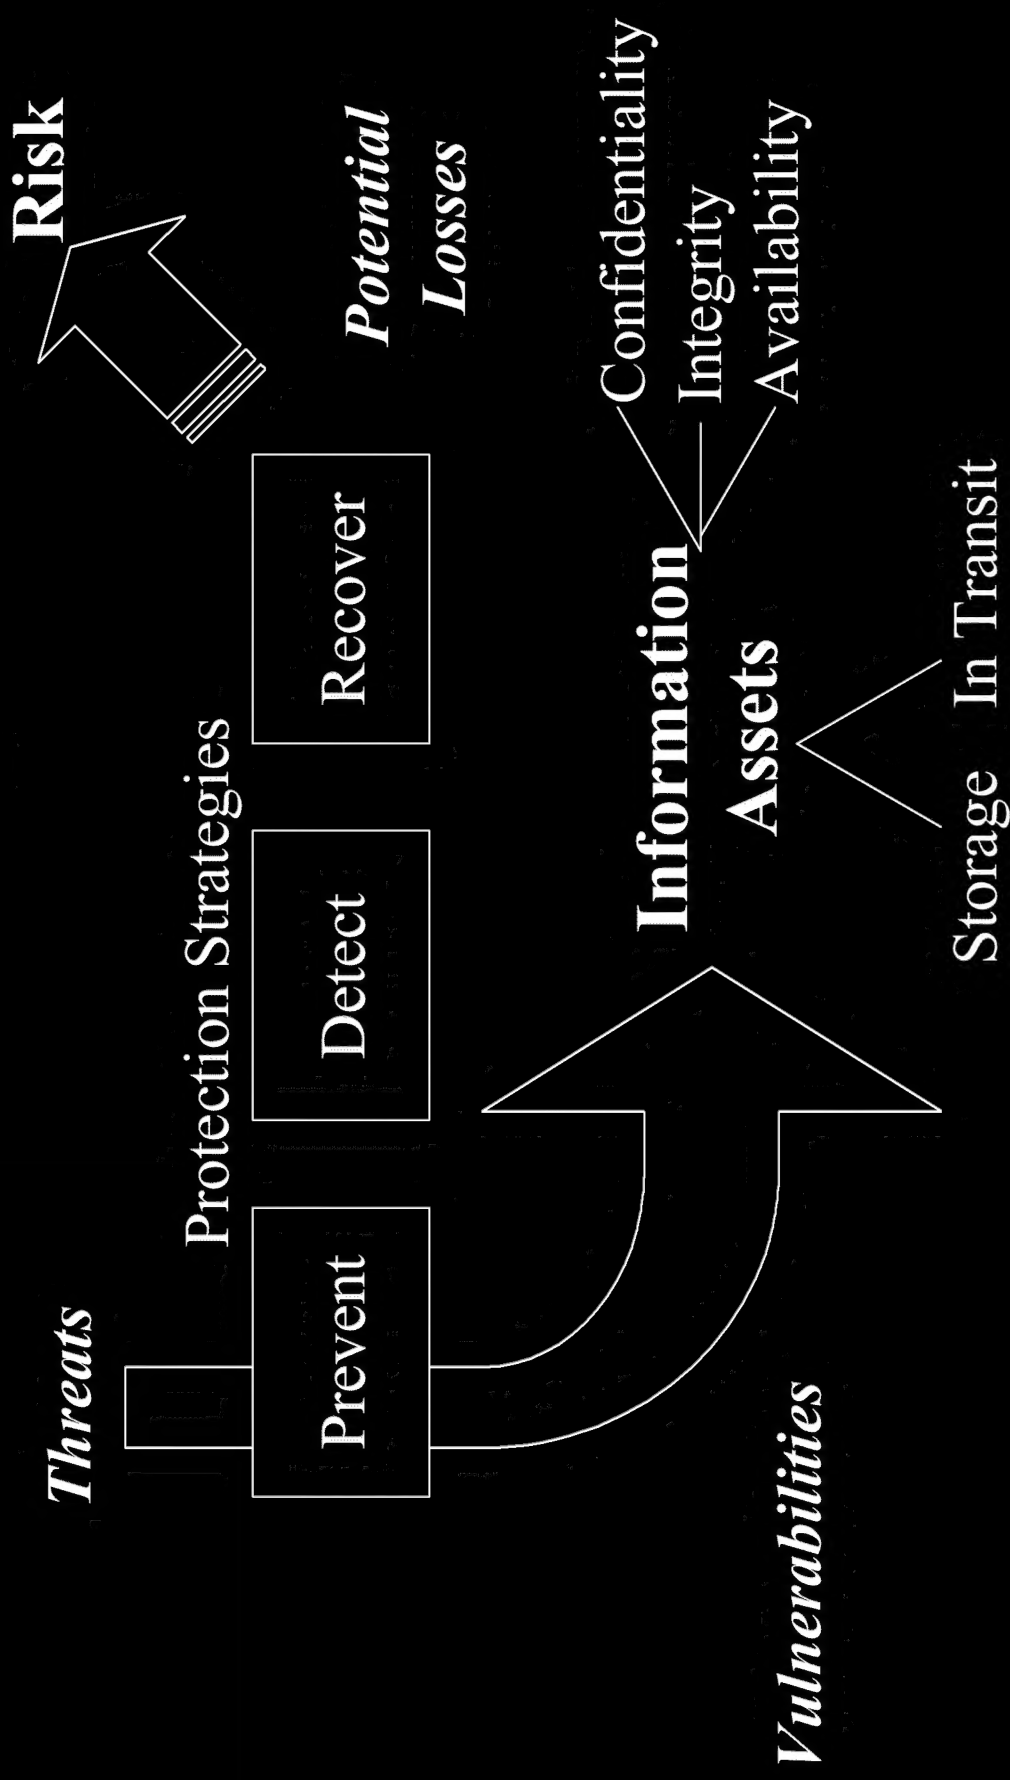 Risk
Threats
Protection Strategies
Prevent
Detect
Recover
Potential
Losses
Information
Assets
Confidentiality
Integrity
Availability
Vulnerabilities
Storage
In Transit